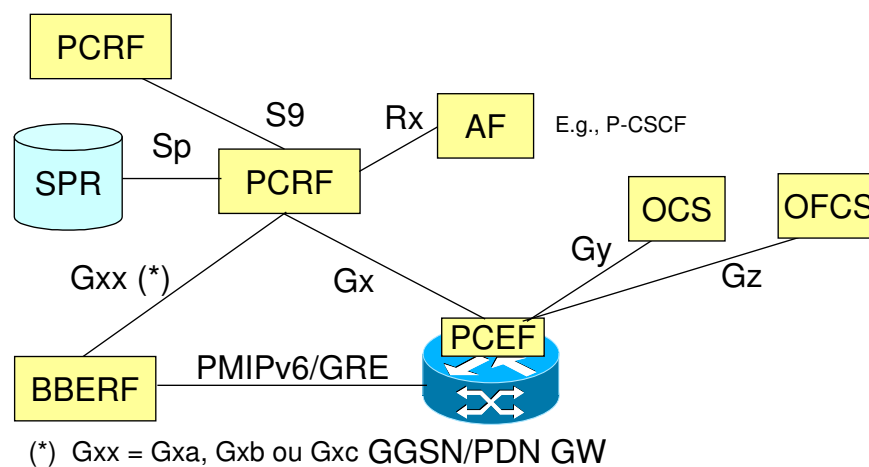 PCRF
S9
Rx
AF
E.g., P-CSCF
Sp
SPR
PCRF
OCS
OFCS
Gy
Gxx (*)
Gx
Gz
PCEF
PMIPv6/GRE
BBERF
(*) Gxx = Gxa, Gxb ou Gxc GGSN/PDN GW